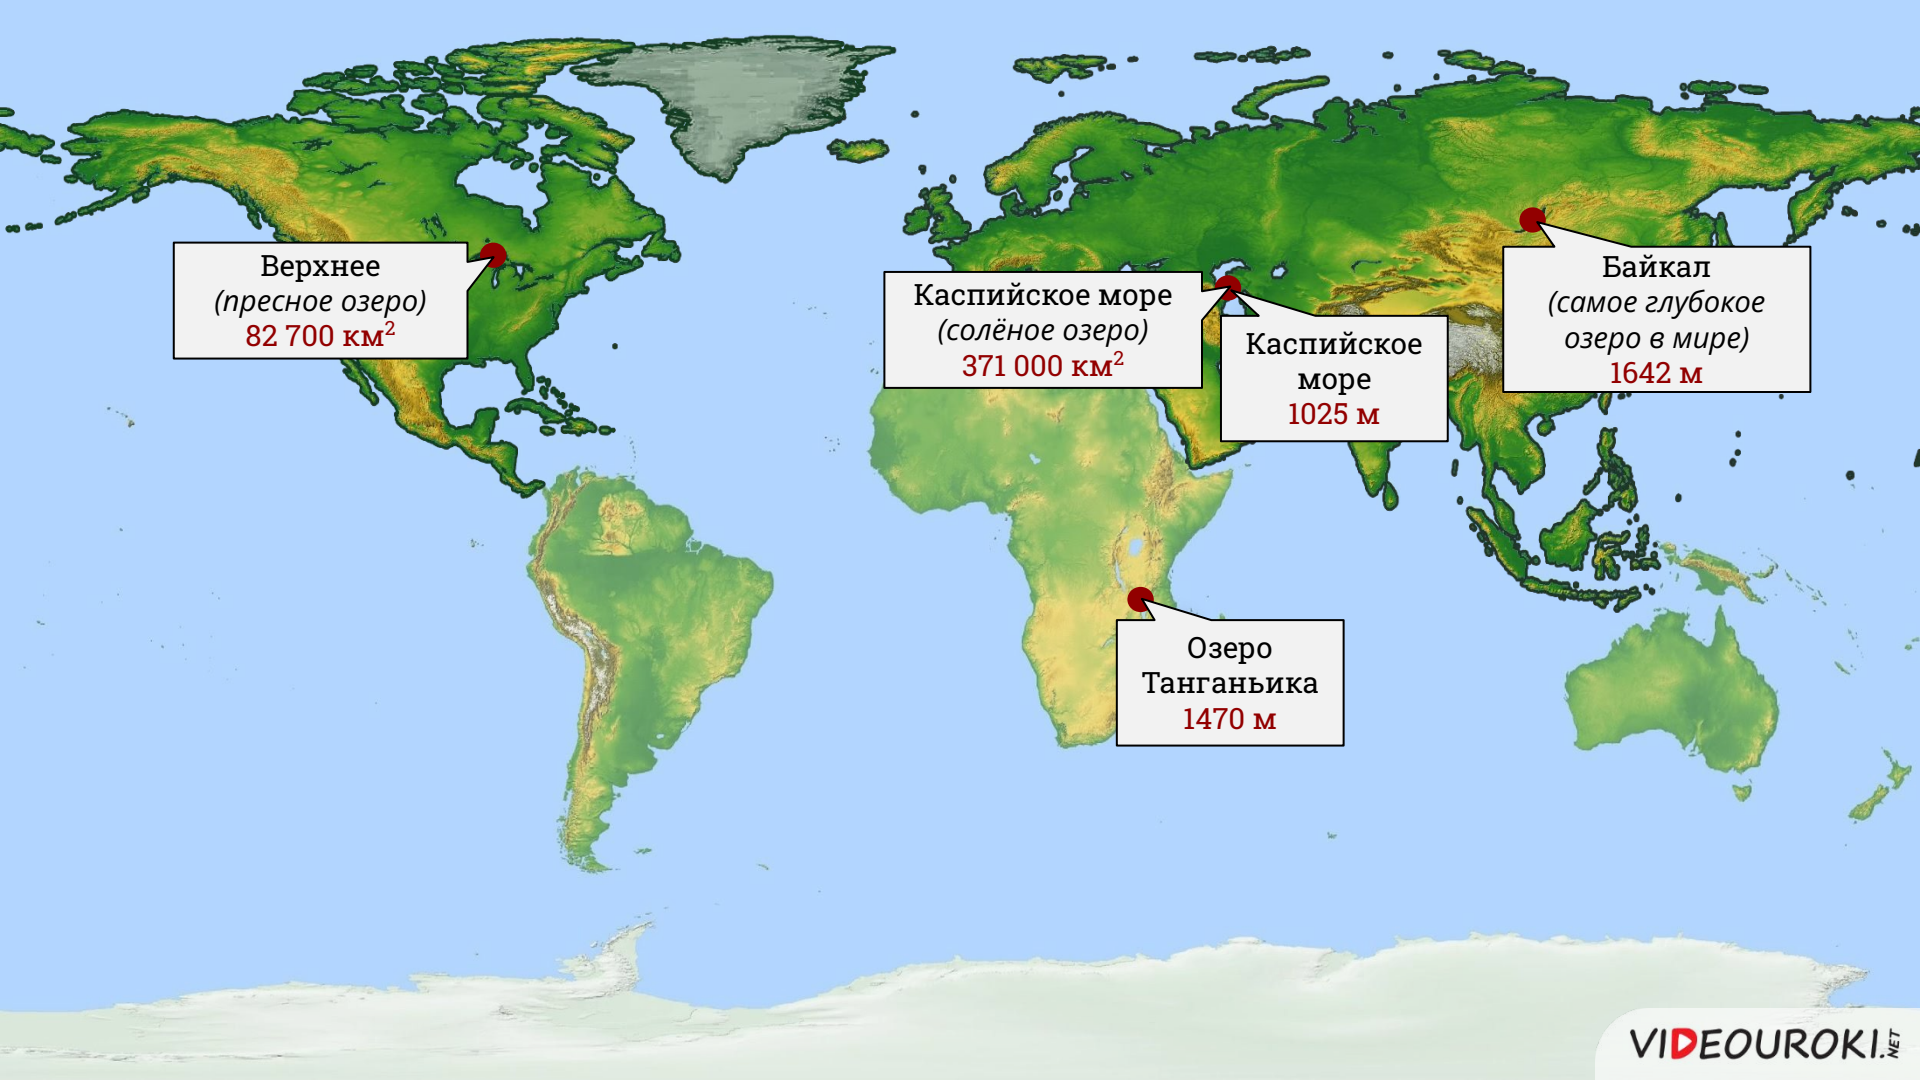 Верхнее
(пресное озеро)
82 700 км²
Каспийское море
(солёное озеро)
371 000 км²
Каспийское
море
1025 м
Байкал
(самое глубокое
озеро в мире)
1642 м
Озеро
Танганьика
1470 м
VIDEOUROKI.NET